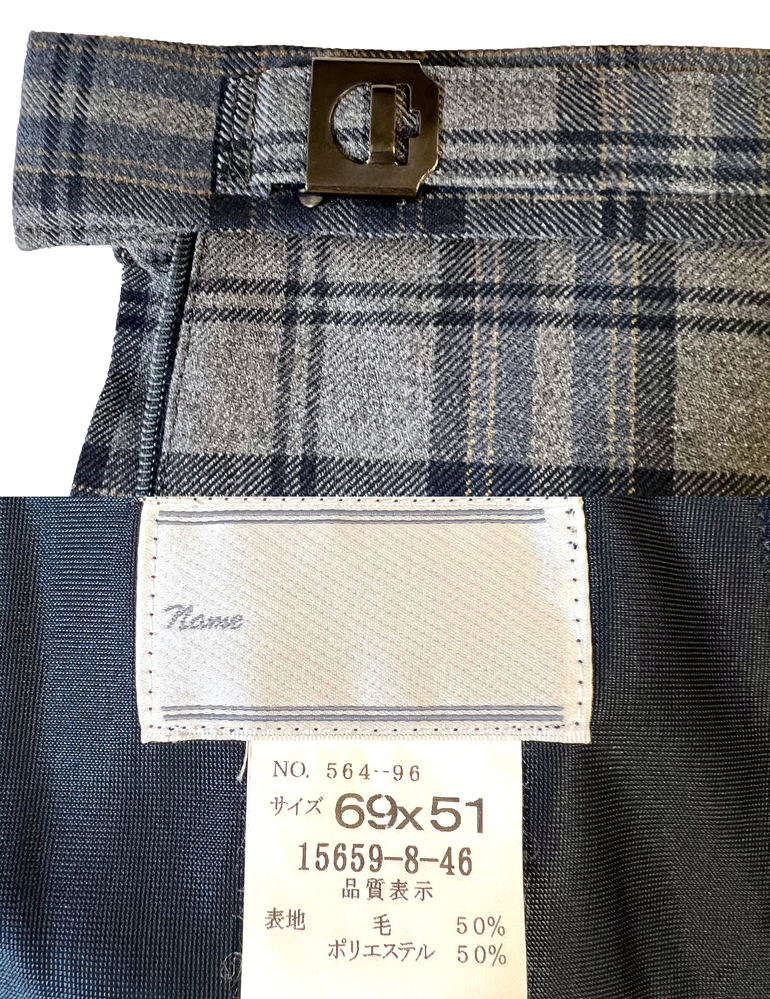 Name
NO. 564--96
サイズ 69x51
15659-8-46
品質表示
表地 毛 50%
ポリエステル 50%